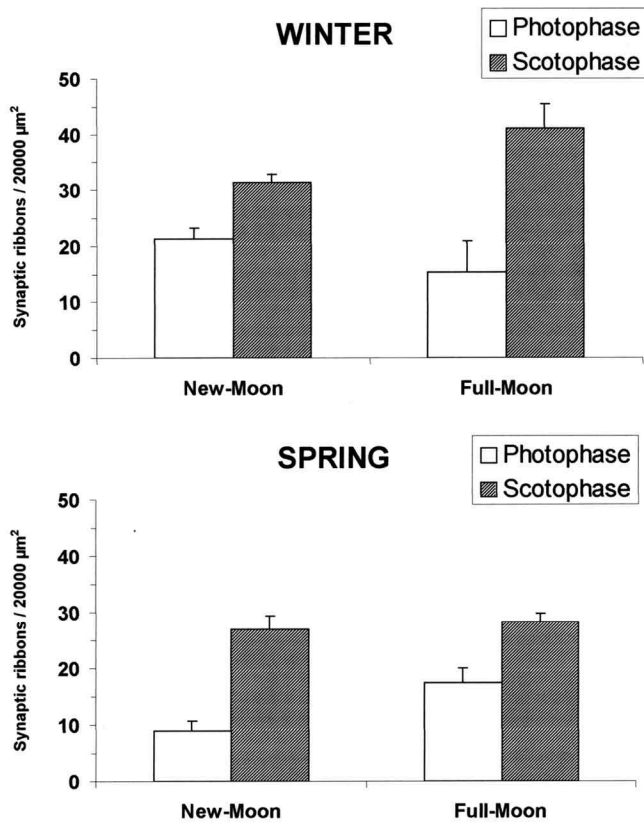 WINTER
Photophase
Scotophase
Synaptic ribbons / 20000 µm²
50
40
30
20
10
0
New-Moon Full-Moon
SPRING
Photophase
Scotophase
Synaptic ribbons / 20000 µm²
50
40
30
20
10
0
New-Moon Full-Moon